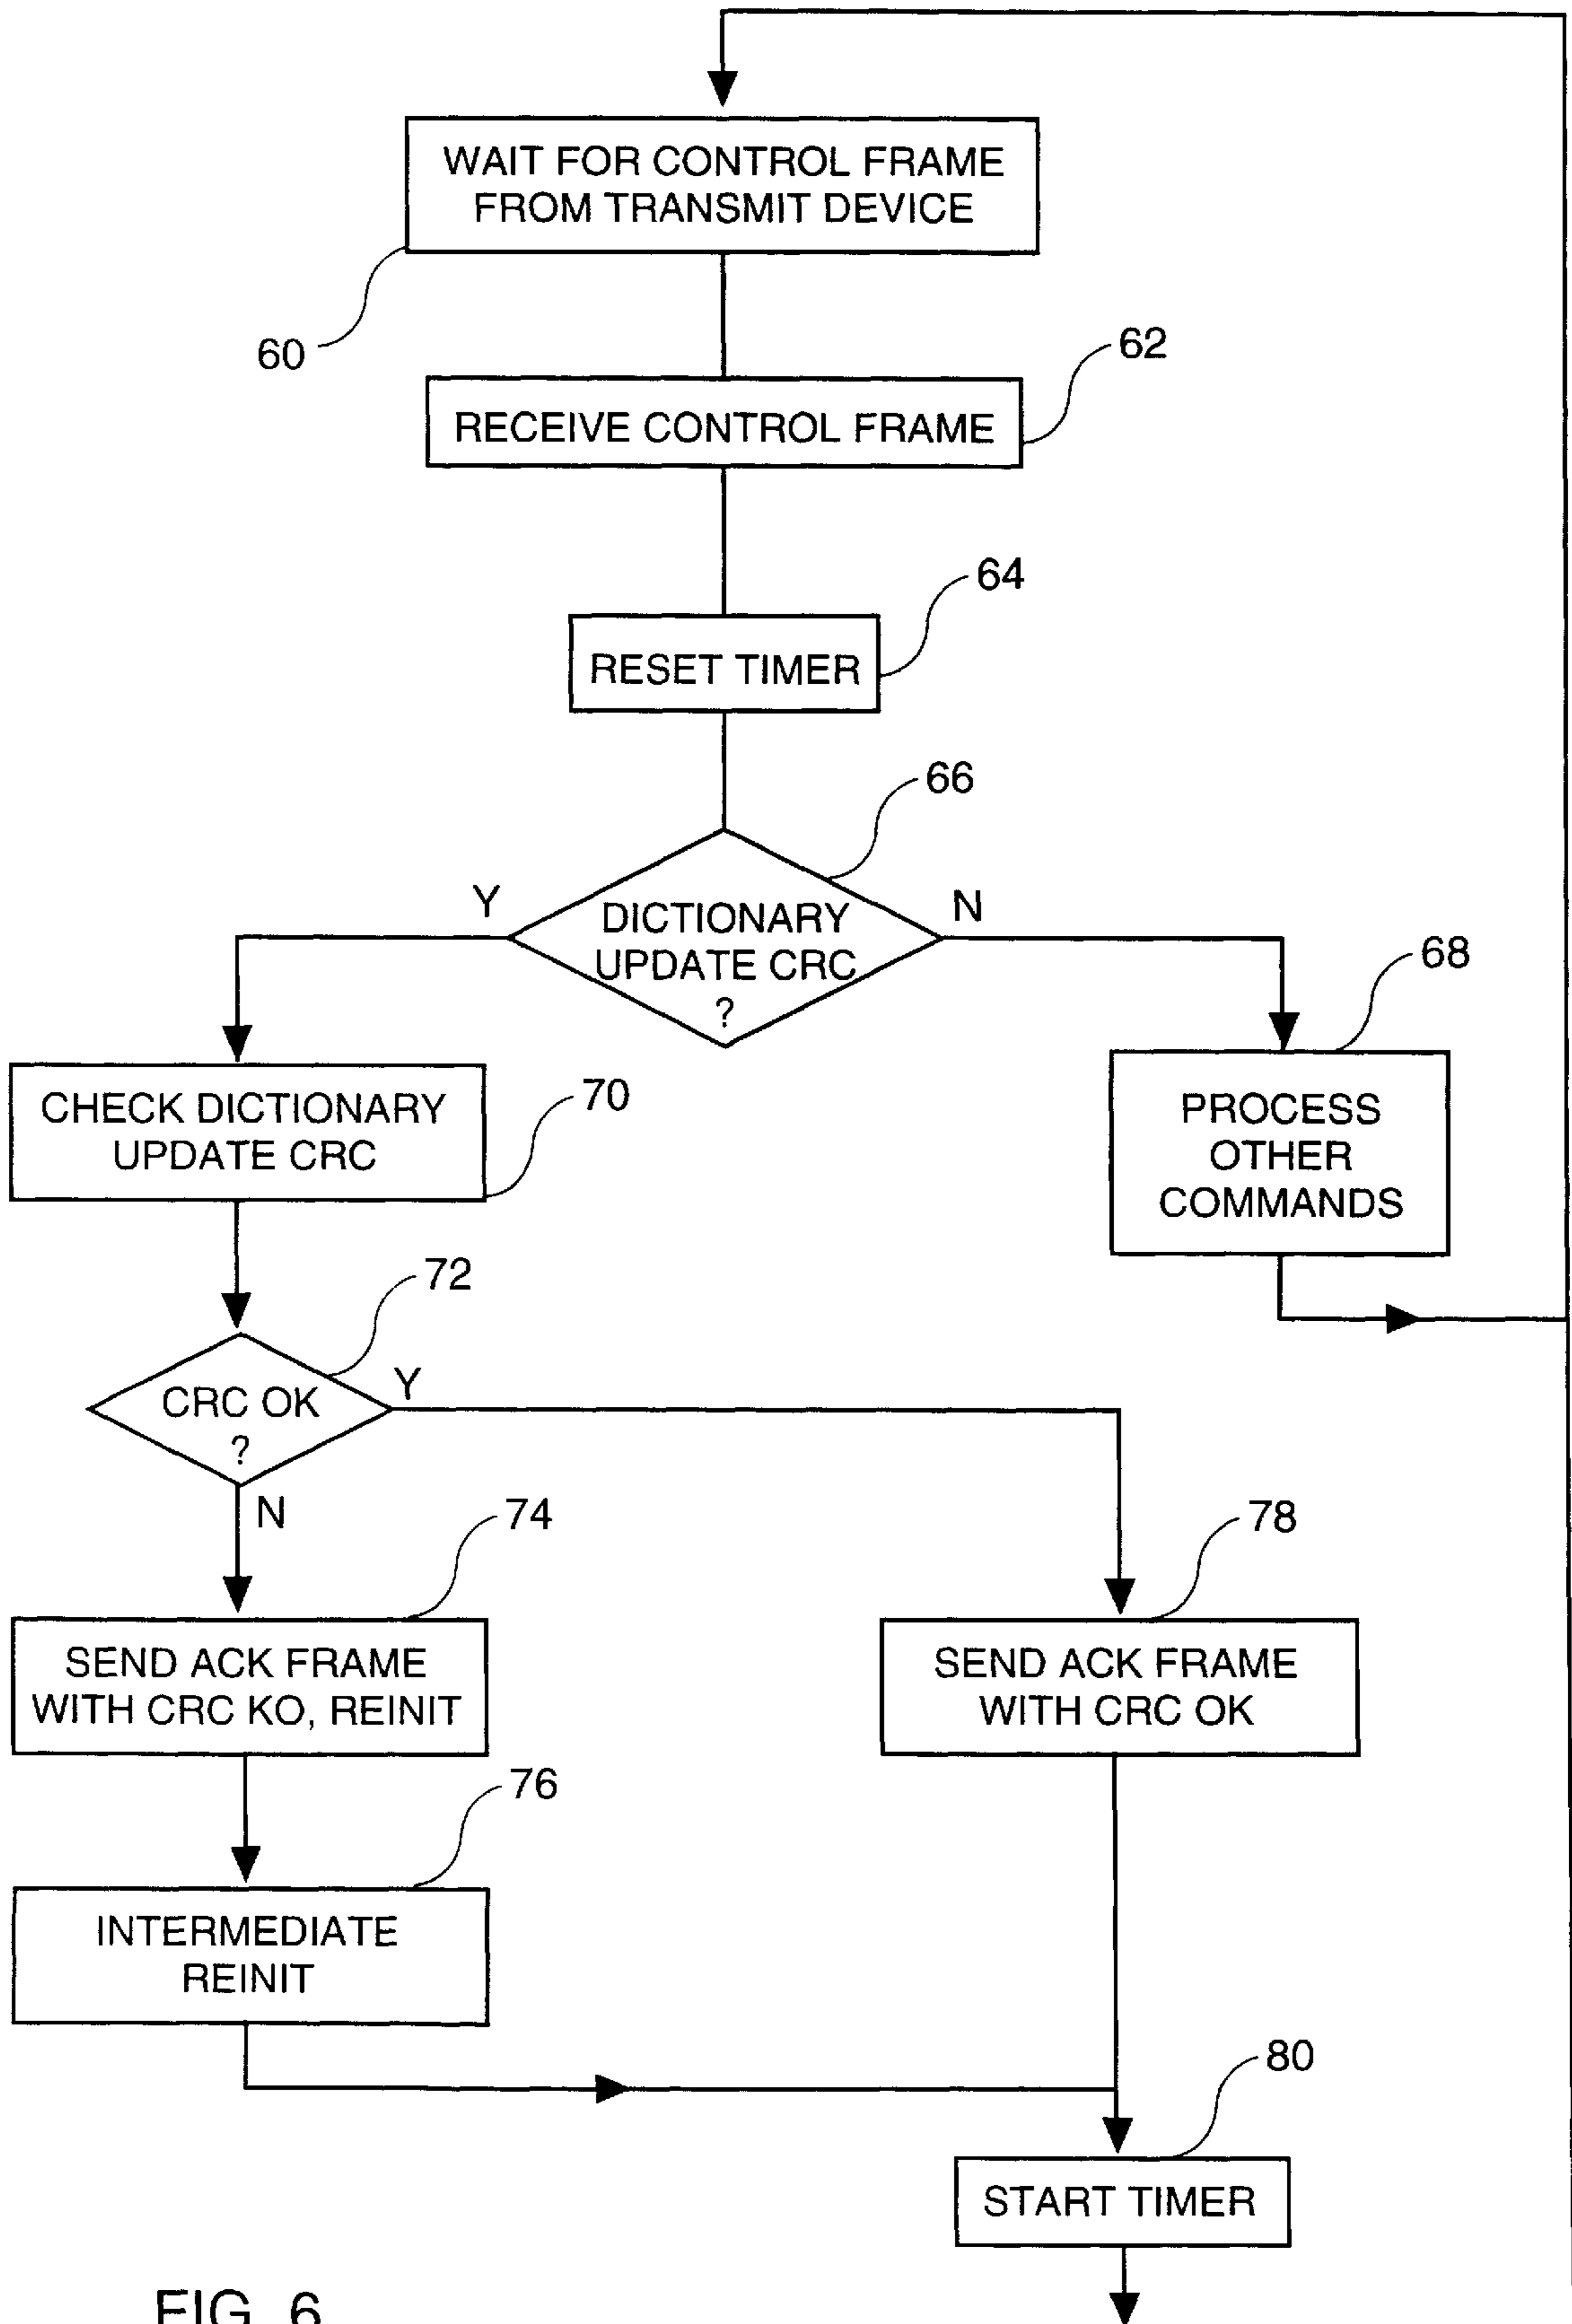 WAIT FOR CONTROL FRAME
FROM TRANSMIT DEVICE
60
62
RECEIVE CONTROL FRAME
64
RESET TIMER
66
Y
N
DICTIONARY
UPDATE CRC
?
68
CHECK DICTIONARY
UPDATE CRC
70
PROCESS
OTHER
COMMANDS
72
CRC OK
?
Y
N
74
78
SEND ACK FRAME
WITH CRC KO, REINIT
SEND ACK FRAME
WITH CRC OK
76
INTERMEDIATE
REINIT
80
START TIMER
FIG. 6